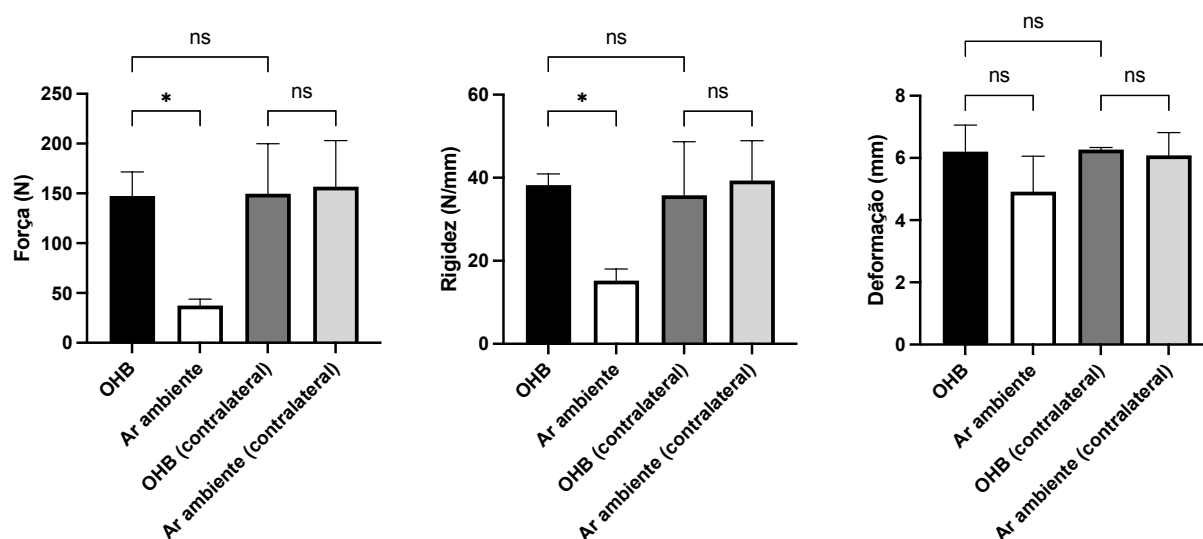 ns
* ns
Força (N)
250
200
150
100
50
0
OHB
Ar ambiente
OHB (contralateral)
Ar ambiente (contralateral)
ns
* ns
Rigidez (N/mm)
60
40
20
0
OHB
Ar ambiente
OHB (contralateral)
Ar ambiente (contralateral)
ns
ns ns
Deformação (mm)
8
6
4
2
0
OHB
Ar ambiente
OHB (contralateral)
Ar ambiente (contralateral)